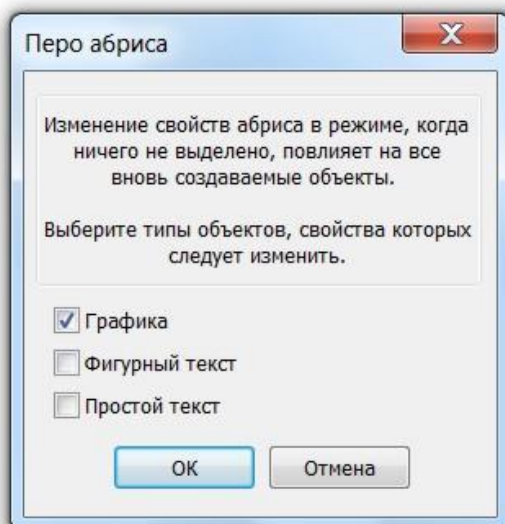 Перо абриса
Изменение свойств абриса в режиме, когда
ничего не выделено, повлияет на все
вновь создаваемые объекты.
Выберите типы объектов, свойства которых
следует изменить.
Графика
Фигурный текст
Простой текст
ОК
Отмена